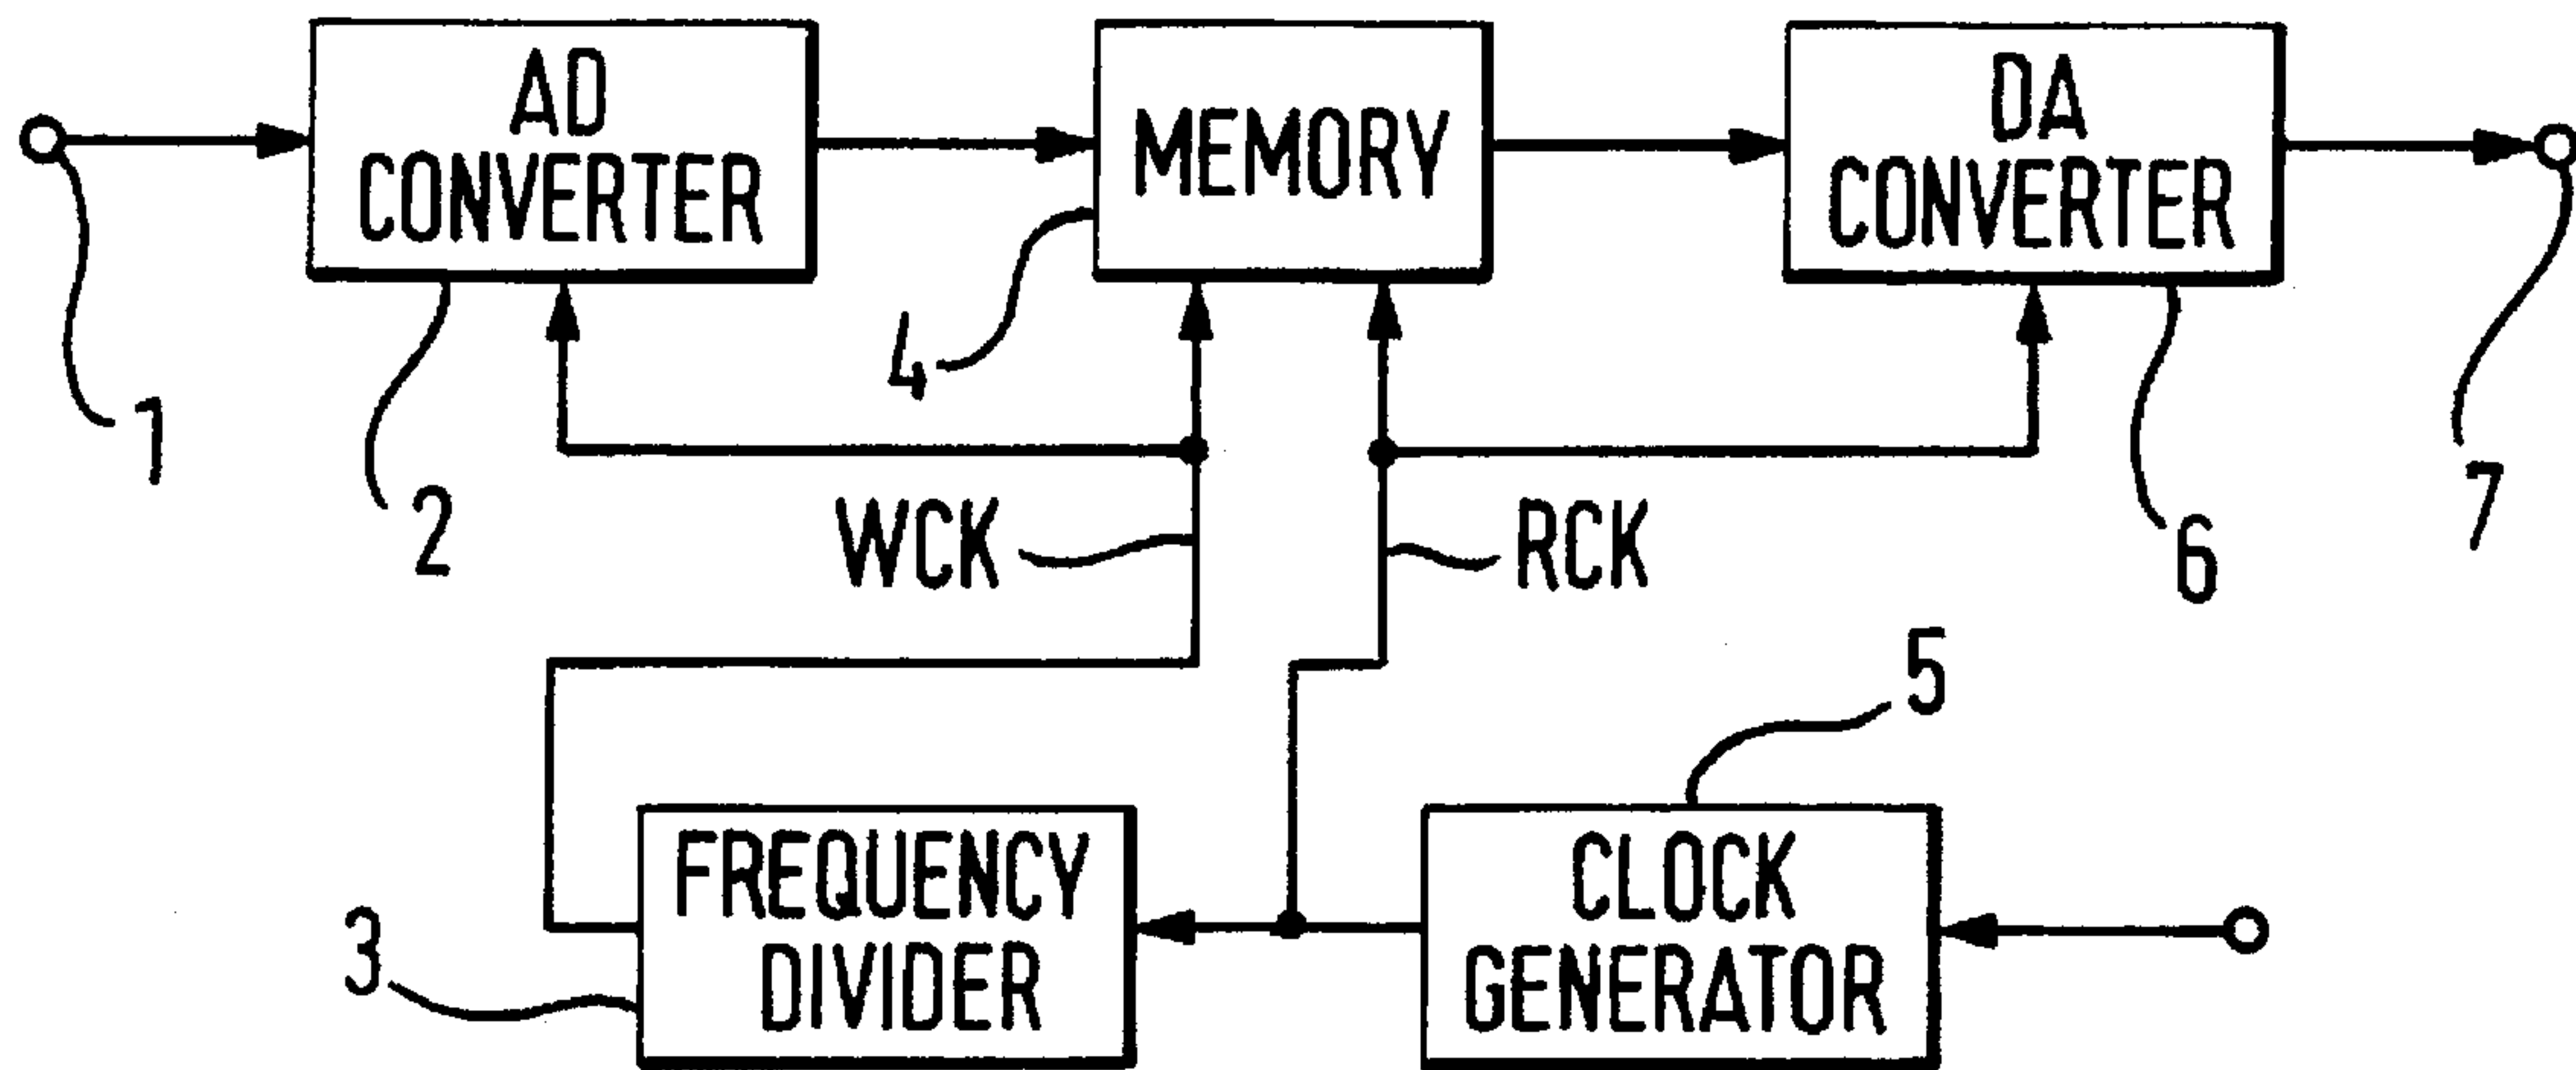 AD
CONVERTER
MEMORY
DA
CONVERTER
1
2
4
WCK
RCK
6
7
5
3
FREQUENCY
DIVIDER
CLOCK
GENERATOR